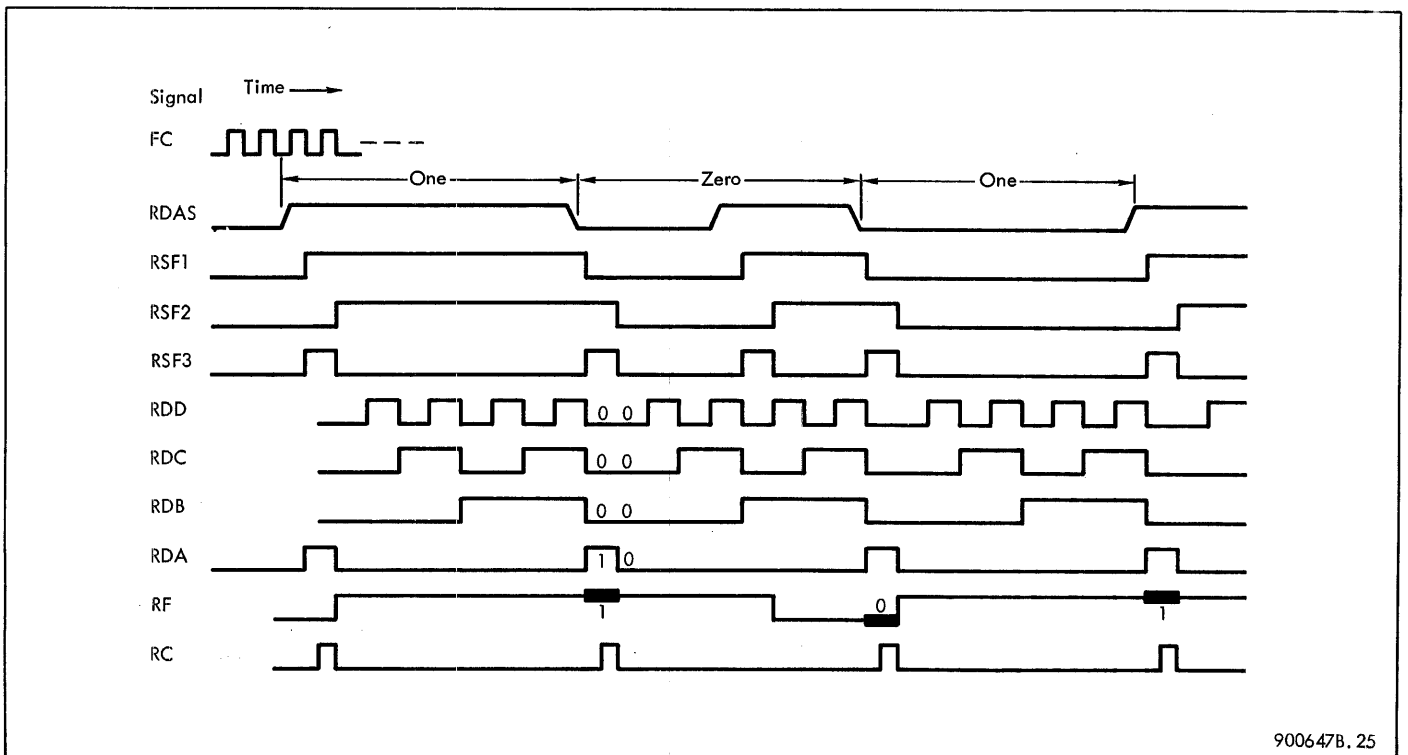 Signal Time
FC
One Zero One
RDAS
RSF1
RSF2
RSF3
RDD 0 0
RDC 0 0
RDB 0 0
RDA 1 0
RF 1 0 1
RC
900647B. 25